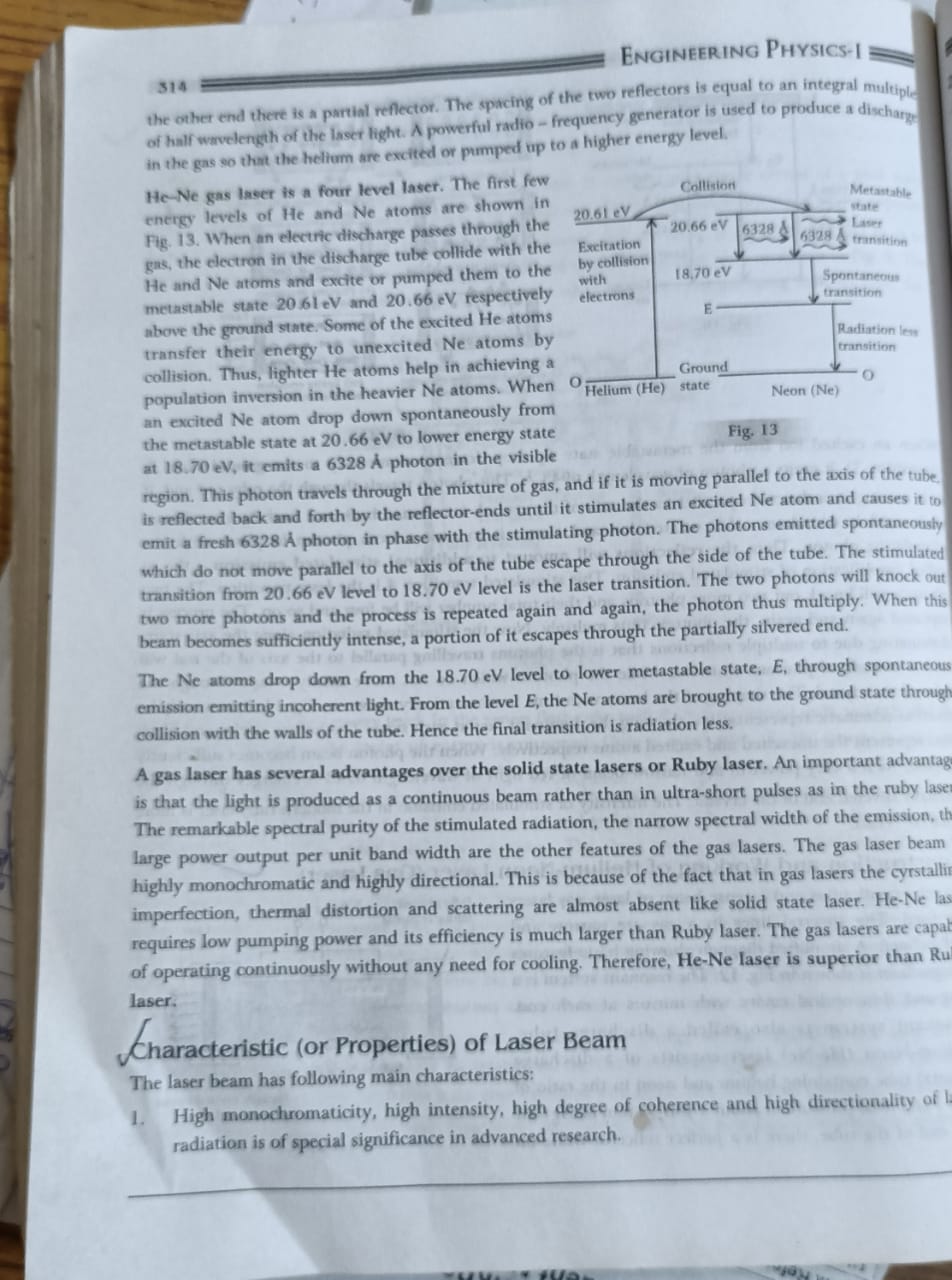 314
ENGINEERING PHYSICS-I
the other end there is a partial reflector. The spacing of the two reflectors is equal to an integral multiple
of half wavelength of the laser light. A powerful radio – frequency generator is used to produce a discharge
in the gas so that the helium are excited or pumped up to a higher energy level.
He–Ne gas laser is a four level laser. The first few
energy levels of He and Ne atoms are shown in
Fig. 13. When an electric discharge passes through the
gas, the electron in the discharge tube collide with the
He and Ne atoms and excite or pumped them to the
metastable state 20.61 eV and 20.66 eV respectively
above the ground state. Some of the excited He atoms
transfer their energy to unexcited Ne atoms by
collision. Thus, lighter He atoms help in achieving a
population inversion in the heavier Ne atoms. When
an excited Ne atom drop down spontaneously from
the metastable state at 20.66 eV to lower energy state
at 18.70 eV, it emits a 6328 Å photon in the visible
Collision
Metastable
state
20.61 eV
20.66 eV
6328 Å
6328 Å
Laser
transition
Excitation
by collision
with
electrons
18.70 eV
Spontaneous
transition
E
Radiation less
transition
Ground
state
O
Helium (He)
Neon (Ne)
O
Fig. 13
region. This photon travels through the mixture of gas, and if it is moving parallel to the axis of the tube,
is reflected back and forth by the reflector-ends until it stimulates an excited Ne atom and causes it to
emit a fresh 6328 Å photon in phase with the stimulating photon. The photons emitted spontaneously
which do not move parallel to the axis of the tube escape through the side of the tube. The stimulated
transition from 20.66 eV level to 18.70 eV level is the laser transition. The two photons will knock out
two more photons and the process is repeated again and again, the photon thus multiply. When this
beam becomes sufficiently intense, a portion of it escapes through the partially silvered end.
The Ne atoms drop down from the 18.70 eV level to lower metastable state, E, through spontaneous
emission emitting incoherent light. From the level E, the Ne atoms are brought to the ground state through
collision with the walls of the tube. Hence the final transition is radiation less.
A gas laser has several advantages over the solid state lasers or Ruby laser. An important advantag
is that the light is produced as a continuous beam rather than in ultra-short pulses as in the ruby laser
The remarkable spectral purity of the stimulated radiation, the narrow spectral width of the emission, th
large power output per unit band width are the other features of the gas lasers. The gas laser beam
highly monochromatic and highly directional. This is because of the fact that in gas lasers the cyrstallin
imperfection, thermal distortion and scattering are almost absent like solid state laser. He-Ne las
requires low pumping power and its efficiency is much larger than Ruby laser. The gas lasers are capab
of operating continuously without any need for cooling. Therefore, He-Ne laser is superior than Ru
laser.
Characteristic (or Properties) of Laser Beam
The laser beam has following main characteristics:
1. High monochromaticity, high intensity, high degree of coherence and high directionality of la
radiation is of special significance in advanced research.